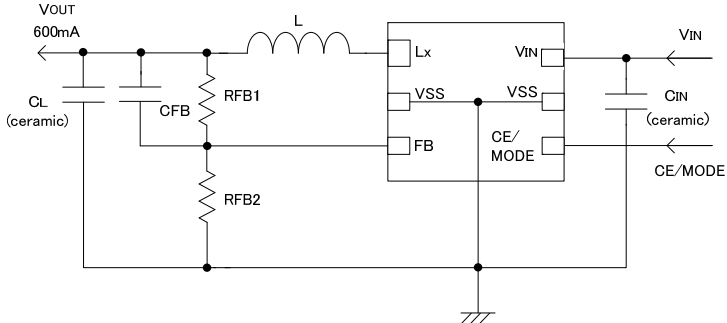 VOUT
600mA
L
Lx
VIN
VIN
CL
(ceramic)
CFB
RFB1
VSS
VSS
CIN
(ceramic)
FB
CE/
MODE
CE/MODE
RFB2